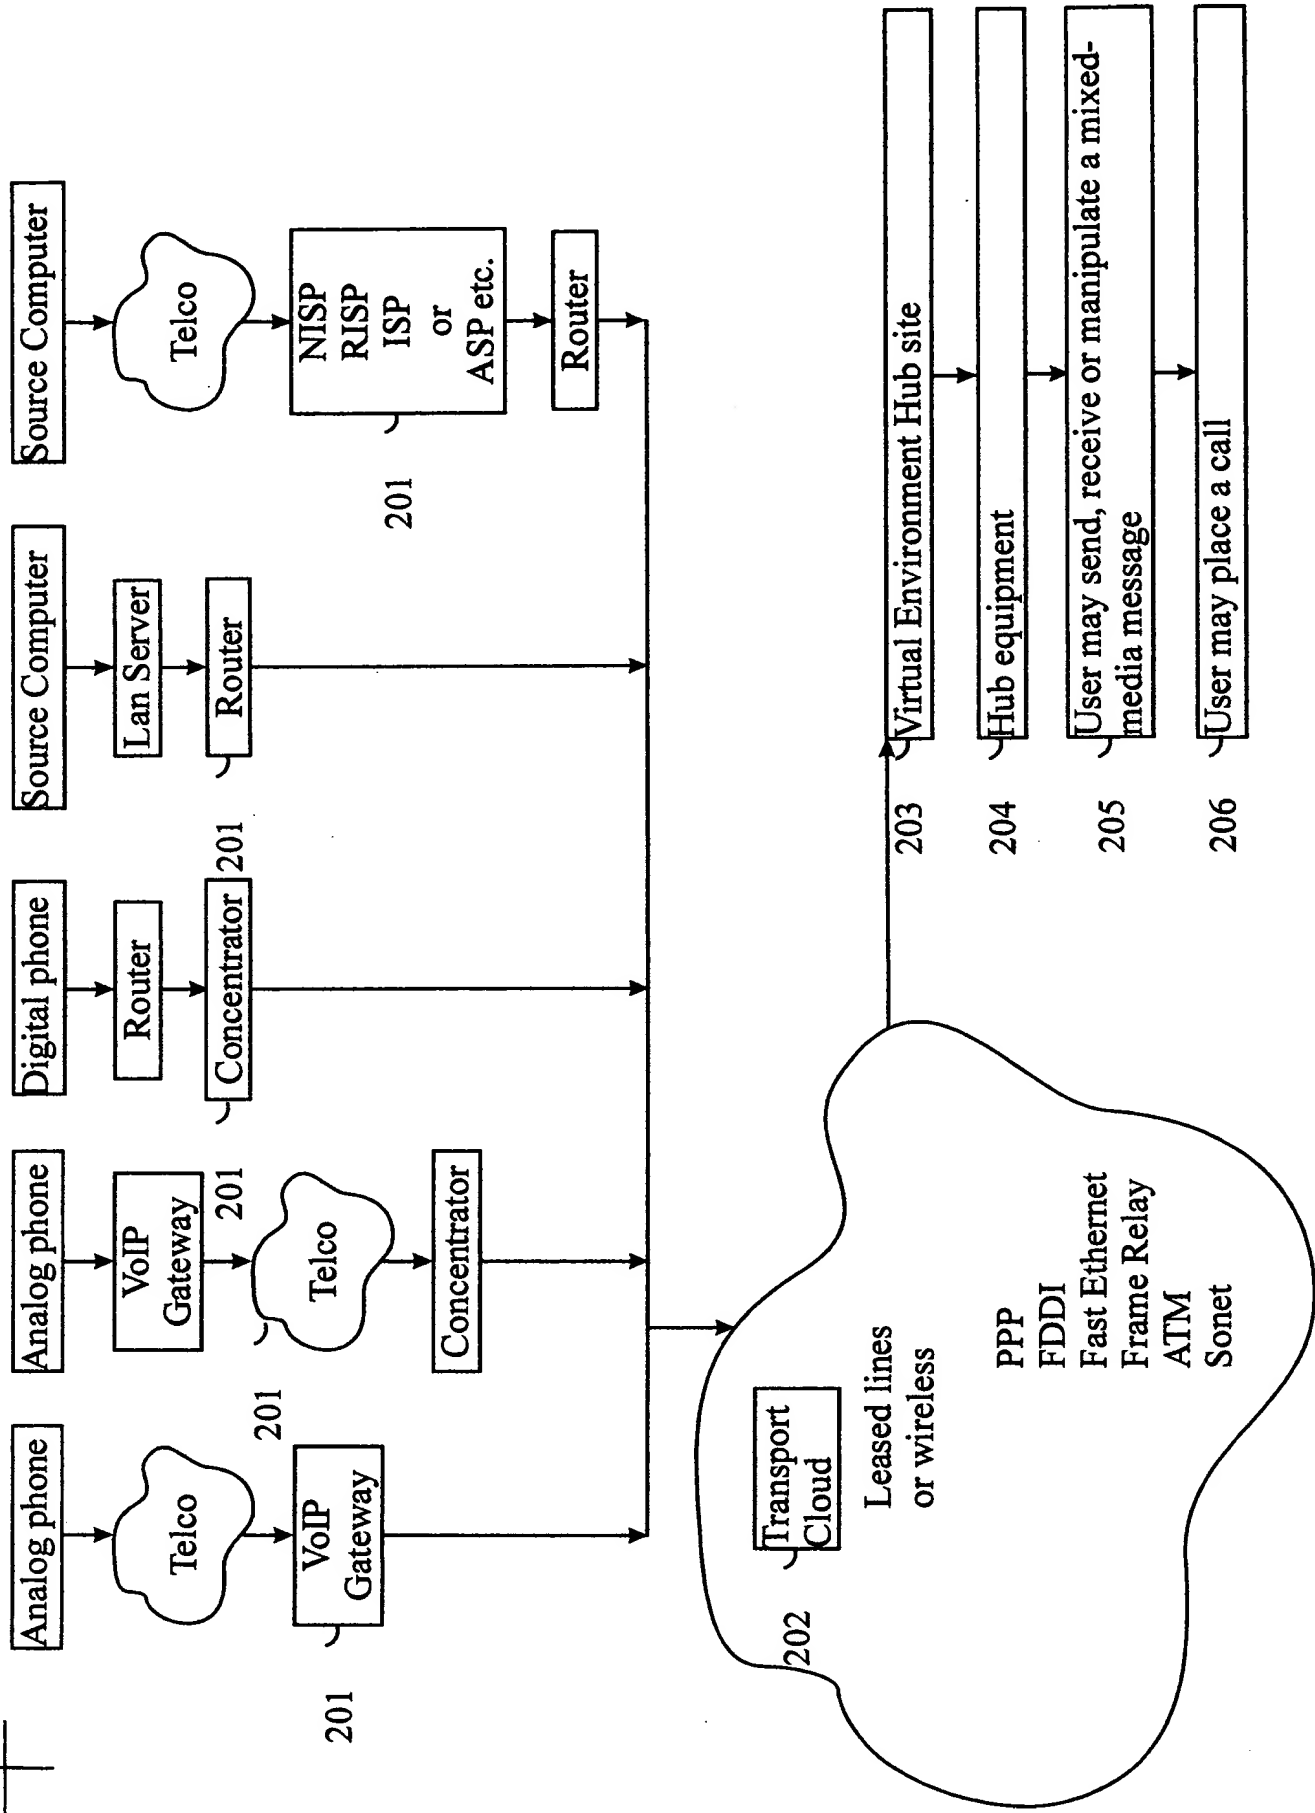 Analog phone
Telco
VoIP
Gateway
201
Analog phone
VoIP
Gateway
201
Telco
Concentrator
Digital phone
Router
Concentrator
201
Source Computer
Lan Server
Router
201
Source Computer
Telco
NISP
RISP
ISP
or
ASP etc.
201
Router
202
Transport
Cloud
Leased lines
or wireless
PPP
FDDI
Fast Ethernet
Frame Relay
ATM
Sonet
203
Virtual Environment Hub site
204
Hub equipment
205
User may send, receive or manipulate a mixed-
media message
206
User may place a call